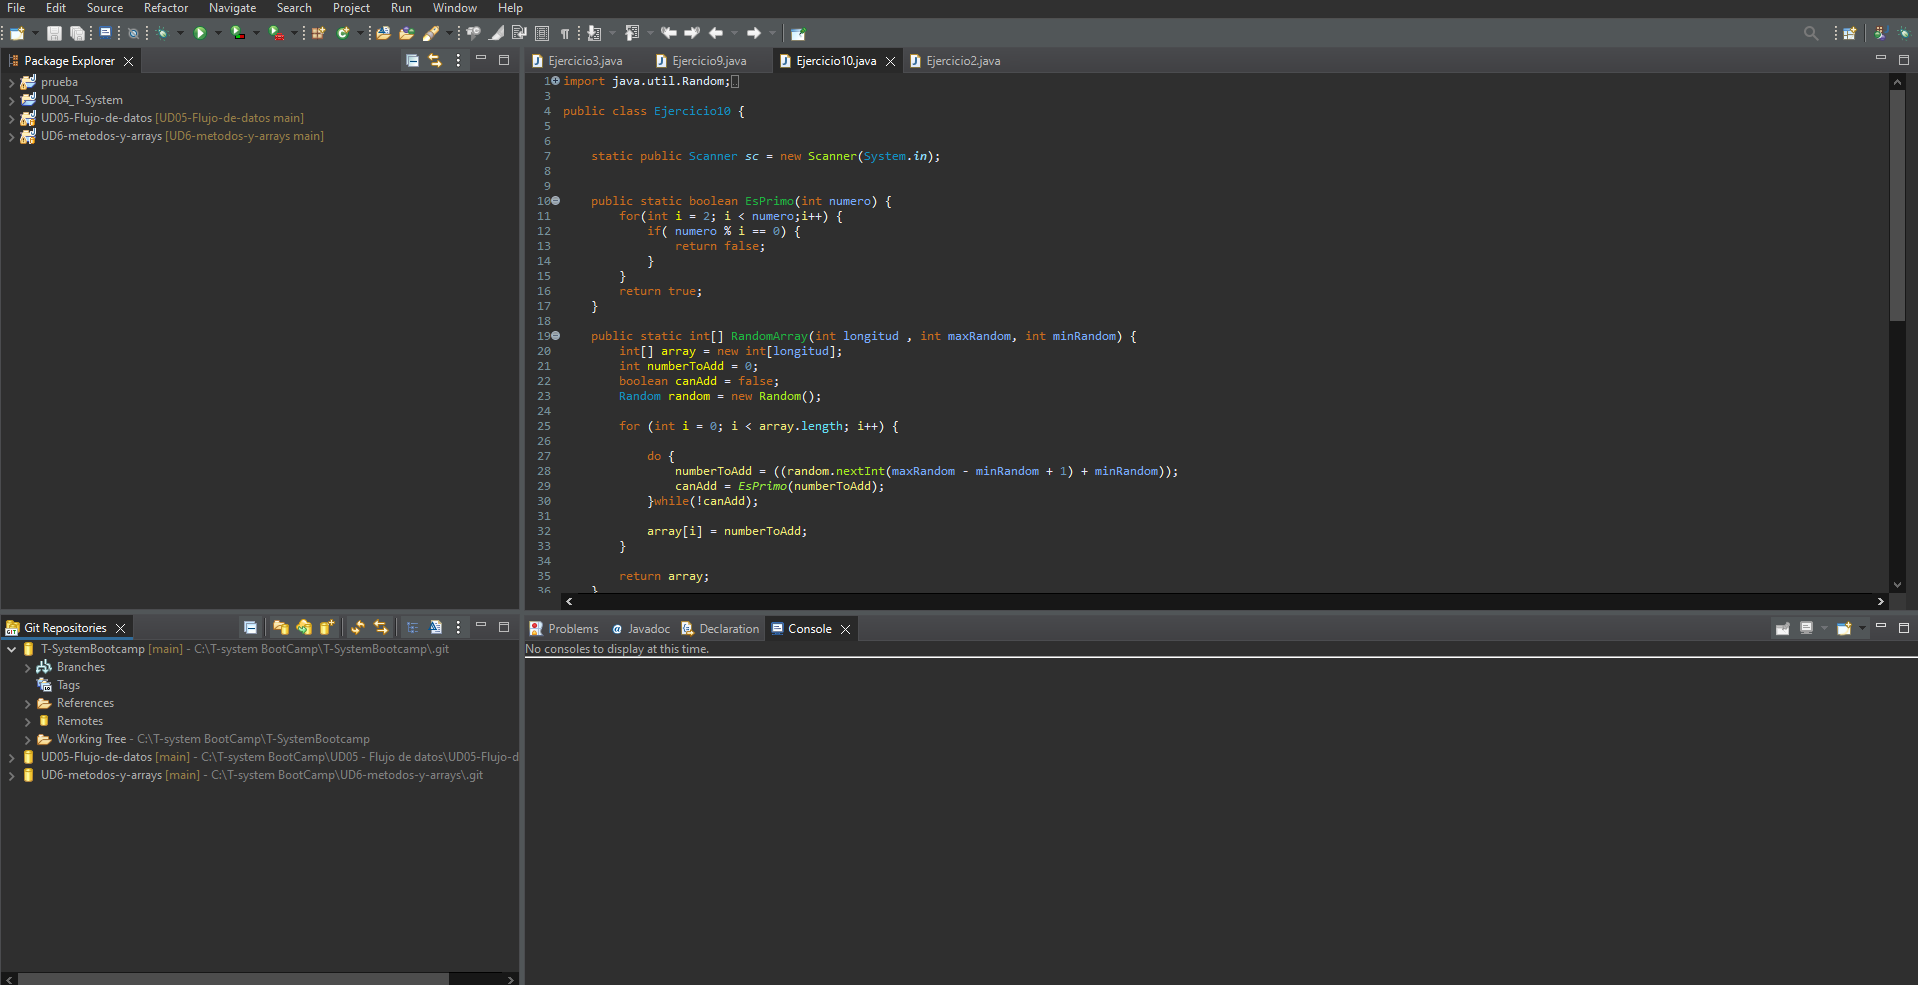 File Edit Source Refactor Navigate Search Project Run Window Help
Package Explorer
prueba
UD04_T-System
UD05-Flujo-de-datos [UD05-Flujo-de-datos main]
UD6-metodos-y-arrays [UD6-metodos-y-arrays main]
Ejercicio3.java Ejercicio9.java Ejercicio10.java Ejercicio2.java
1 import java.util.Random;
3
4 public class Ejercicio10 {
5
6
7 static public Scanner sc = new Scanner(System.in);
8
9
10 public static boolean EsPrimo(int numero) {
11 for(int i = 2; i < numero;i++) {
12 if( numero % i == 0) {
13 return false;
14 }
15 }
16 return true;
17 }
18
19 public static int[] RandomArray(int longitud , int maxRandom, int minRandom) {
20 int[] array = new int[longitud];
21 int numberToAdd = 0;
22 boolean canAdd = false;
23 Random random = new Random();
24
25 for (int i = 0; i < array.length; i++) {
26
27 do {
28 numberToAdd = ((random.nextInt(maxRandom - minRandom + 1) + minRandom));
29 canAdd = EsPrimo(numberToAdd);
30 }while(!canAdd);
31
32 array[i] = numberToAdd;
33 }
34
35 return array;
36 }
Git Repositories
T-SystemBootcamp [main] - C:\T-system BootCamp\T-SystemBootcamp\.git
Branches
Tags
References
Remotes
Working Tree - C:\T-system BootCamp\T-SystemBootcamp
UD05-Flujo-de-datos [main] - C:\T-system BootCamp\UD05 - Flujo de datos\UD05-Flujo-d
UD6-metodos-y-arrays [main] - C:\T-system BootCamp\UD6-metodos-y-arrays\.git
Problems Javadoc Declaration Console
No consoles to display at this time.